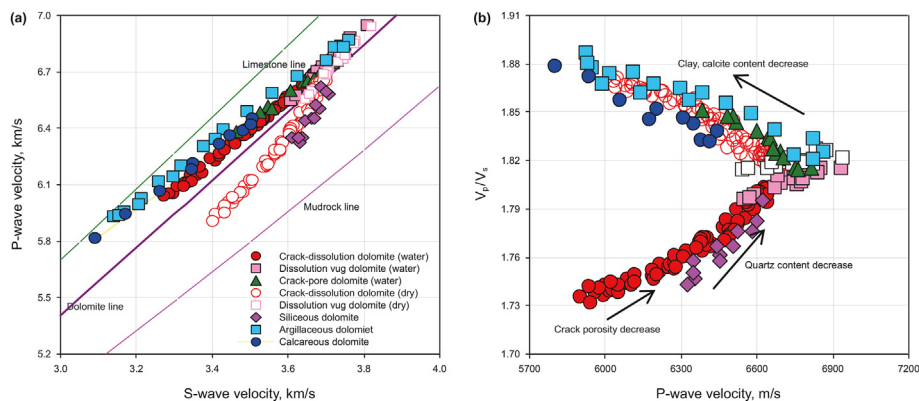 (a)
7.0
6.7
6.4
6.1
5.8
5.5
5.2
P-wave velocity, km/s
3.0
3.2
3.4
3.6
3.8
4.0
S-wave velocity, km/s
Limestone line
Mudrock line
Dolomite line
Crack-dissolution dolomite (water)
Dissolution vug dolomite (water)
Crack-pore dolomite (water)
Crack-dissolution dolomite (dry)
Dissolution vug dolomite (dry)
Siliceous dolomite
Argillaceous dolomiet
Calcareous dolomite
(b)
1.91
1.88
1.85
1.82
1.79
1.76
1.73
1.70
Vp/Vs
5700
6000
6300
6600
6900
7200
P-wave velocity, m/s
Clay, calcite content decrease
Quartz content decrease
Crack porosity decrease